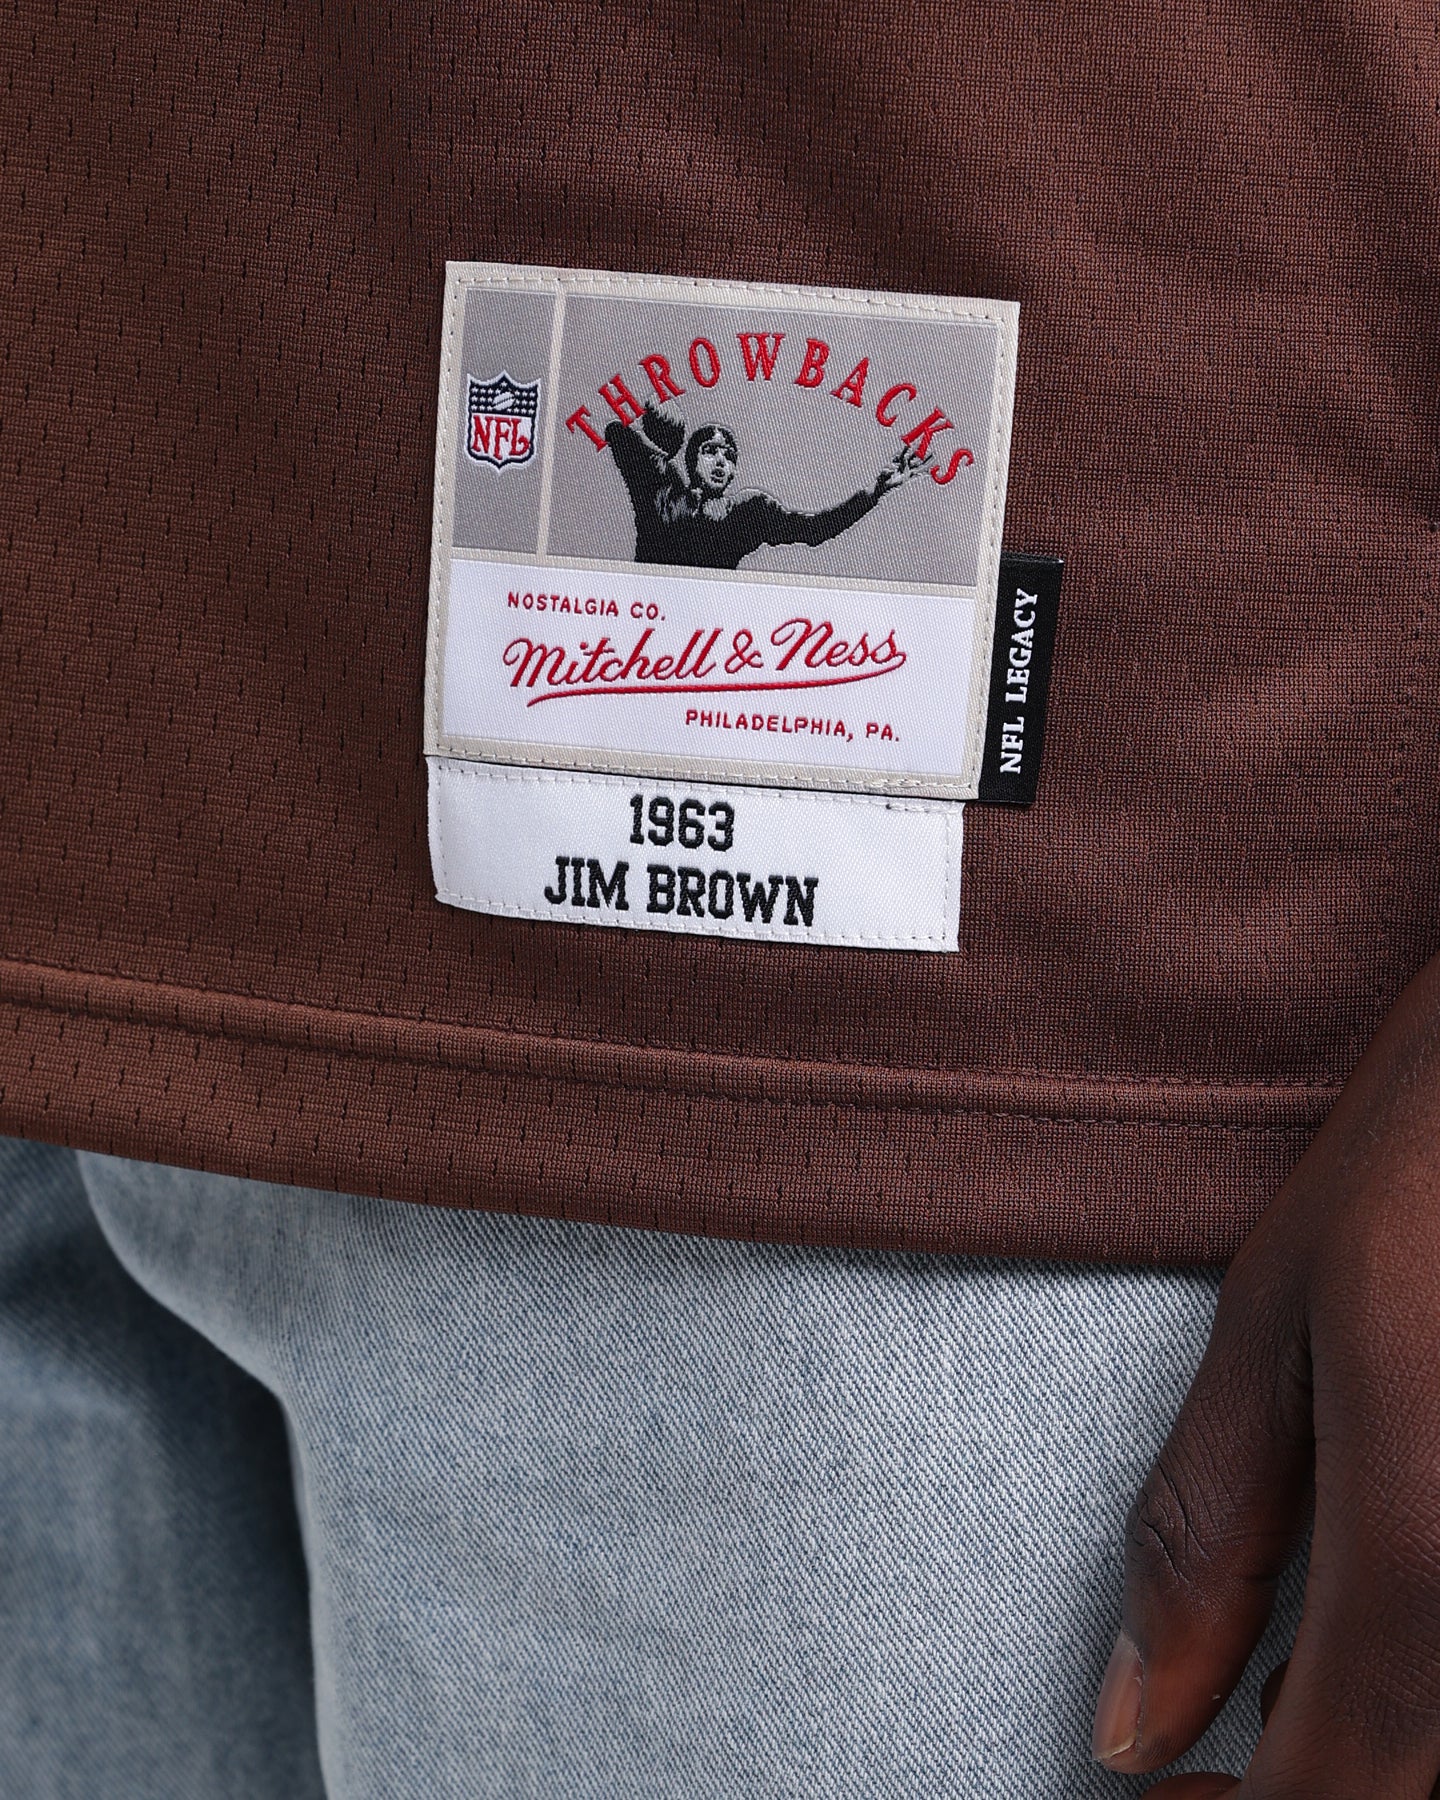 THROWBACKS
NFL
NOSTALGIA CO.
Mitchell & Ness
PHILADELPHIA, PA.
NFL LEGACY
1963
JIM BROWN